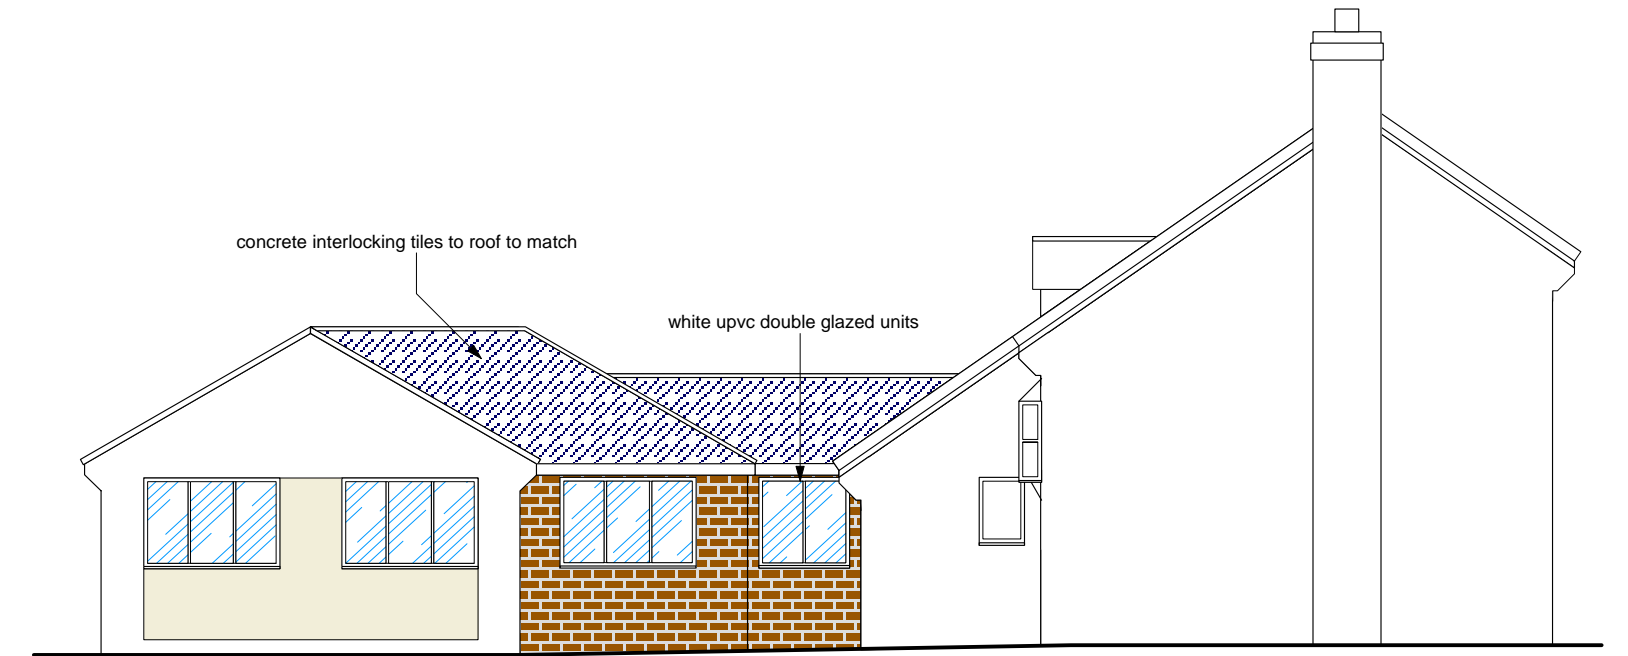 concrete interlocking tiles to roof to match
white upvc double glazed units